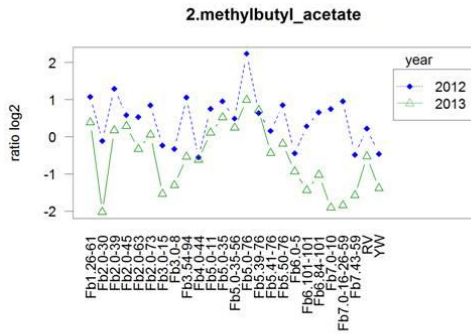 2.methylbutyl_acetate
year
2012
2013
ratio log2
2
1
0
-1
-2
Fb1.26-61
Fb2.0-30
Fb2.0-39
Fb2.0-45
Fb2.0-63
Fb2.0-73
Fb3.0-15
Fb3.0-8
Fb3.54-94
Fb4.0-44
Fb5.0-11
Fb5.0-35
Fb5.0-35-56
Fb5.0-76
Fb5.39-76
Fb5.41-76
Fb5.50-76
Fb6.0-5
Fb6.101-101
Fb6.84-101
Fb7.0-10
Fb7.0-16-26-59
Fb7.43-59
RV
YW